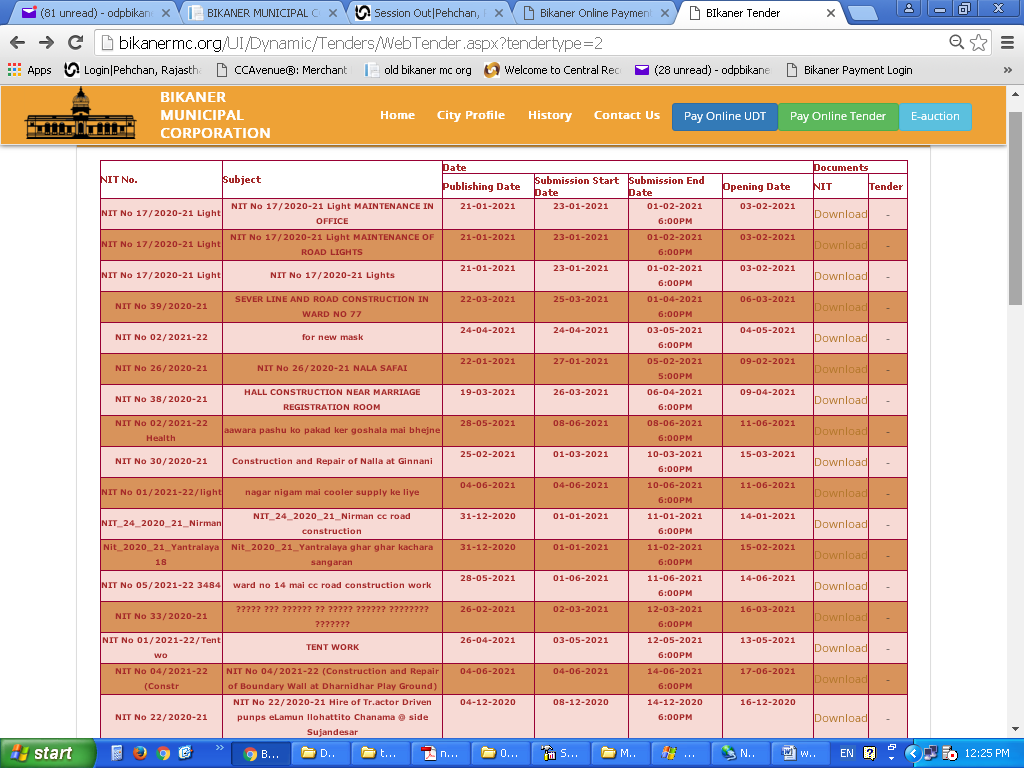 (81 unread) - odpbikane
BIKANER MUNICIPAL C
Session Out|Pehchan,
Bikaner Online Payment
BIkaner Tender
bikanermc.org/UI/Dynamic/Tenders/WebTender.aspx?tendertype=2
Apps Login|Pehchan, Rajasth CCAvenue®: Merchant old bikaner mc org Welcome to Central Rec (28 unread) - odpbikane Bikaner Payment Login »
BIKANER
MUNICIPAL
CORPORATION
Home City Profile History Contact Us Pay Online UDT Pay Online Tender E-auction
NIT No. Subject Date Documents
Publishing Date Submission Start Date Submission End Date Opening Date NIT Tender
NIT No 17/2020-21 Light NIT No 17/2020-21 Light MAINTENANCE IN OFFICE 21-01-2021 23-01-2021 01-02-2021 6:00PM 03-02-2021 Download -
NIT No 17/2020-21 Light NIT No 17/2020-21 Light MAINTENANCE OF ROAD LIGHTS 21-01-2021 23-01-2021 01-02-2021 6:00PM 03-02-2021 Download -
NIT No 17/2020-21 Light NIT No 17/2020-21 Lights 21-01-2021 23-01-2021 01-02-2021 6:00PM 03-02-2021 Download -
NIT No 39/2020-21 SEVER LINE AND ROAD CONSTRUCTION IN WARD NO 77 22-03-2021 25-03-2021 01-04-2021 6:00PM 06-03-2021 Download -
NIT No 02/2021-22 for new mask 24-04-2021 24-04-2021 03-05-2021 6:00PM 04-05-2021 Download -
NIT No 26/2020-21 NIT No 26/2020-21 NALA SAFAI 22-01-2021 27-01-2021 05-02-2021 5:00PM 09-02-2021 Download -
NIT No 38/2020-21 HALL CONSTRUCTION NEAR MARRIAGE REGISTRATION ROOM 19-03-2021 26-03-2021 06-04-2021 6:00PM 09-04-2021 Download -
NIT No 02/2021-22 Health aawara pashu ko pakad ker goshala mai bhejne 28-05-2021 08-06-2021 08-06-2021 6:00PM 11-06-2021 Download -
NIT No 30/2020-21 Construction and Repair of Nalla at Ginnani 25-02-2021 01-03-2021 10-03-2021 6:00PM 15-03-2021 Download -
NIT No 01/2021-22/light nagar nigam mai cooler supply ke liye 04-06-2021 04-06-2021 10-06-2021 6:00PM 11-06-2021 Download -
NIT_24_2020_21_Nirman NIT_24_2020_21_Nirman cc road construction 31-12-2020 01-01-2021 11-01-2021 6:00PM 14-01-2021 Download -
Nit_2020_21_Yantralaya 18 Nit_2020_21_Yantralaya ghar ghar kachara sangaran 31-12-2020 01-01-2021 11-02-2021 6:00PM 15-02-2021 Download -
NIT No 05/2021-22 3484 ward no 14 mai cc road construction work 28-05-2021 01-06-2021 11-06-2021 6:00PM 14-06-2021 Download -
NIT No 33/2020-21 ????? ??? ?????? ?? ????? ?????? ???????? ??????? 26-02-2021 02-03-2021 12-03-2021 6:00PM 16-03-2021 Download -
NIT No 01/2021-22/Tent wo TENT WORK 26-04-2021 03-05-2021 12-05-2021 6:00PM 13-05-2021 Download -
NIT No 04/2021-22 (Constr NIT No 04/2021-22 (Construction and Repair of Boundary Wall at Dharnidhar Play Ground) 04-06-2021 04-06-2021 14-06-2021 6:00PM 17-06-2021 Download -
NIT No 22/2020-21 NIT No 22/2020-21 Hire of Tr.actor Driven punps eLamun llohattito Chanama @ side Sujandesar 04-12-2020 08-12-2020 14-12-2020 6:00PM 16-12-2020 Download -
start » B... D... t... n... 0... S... M... ... N... w... EN 12:25 PM